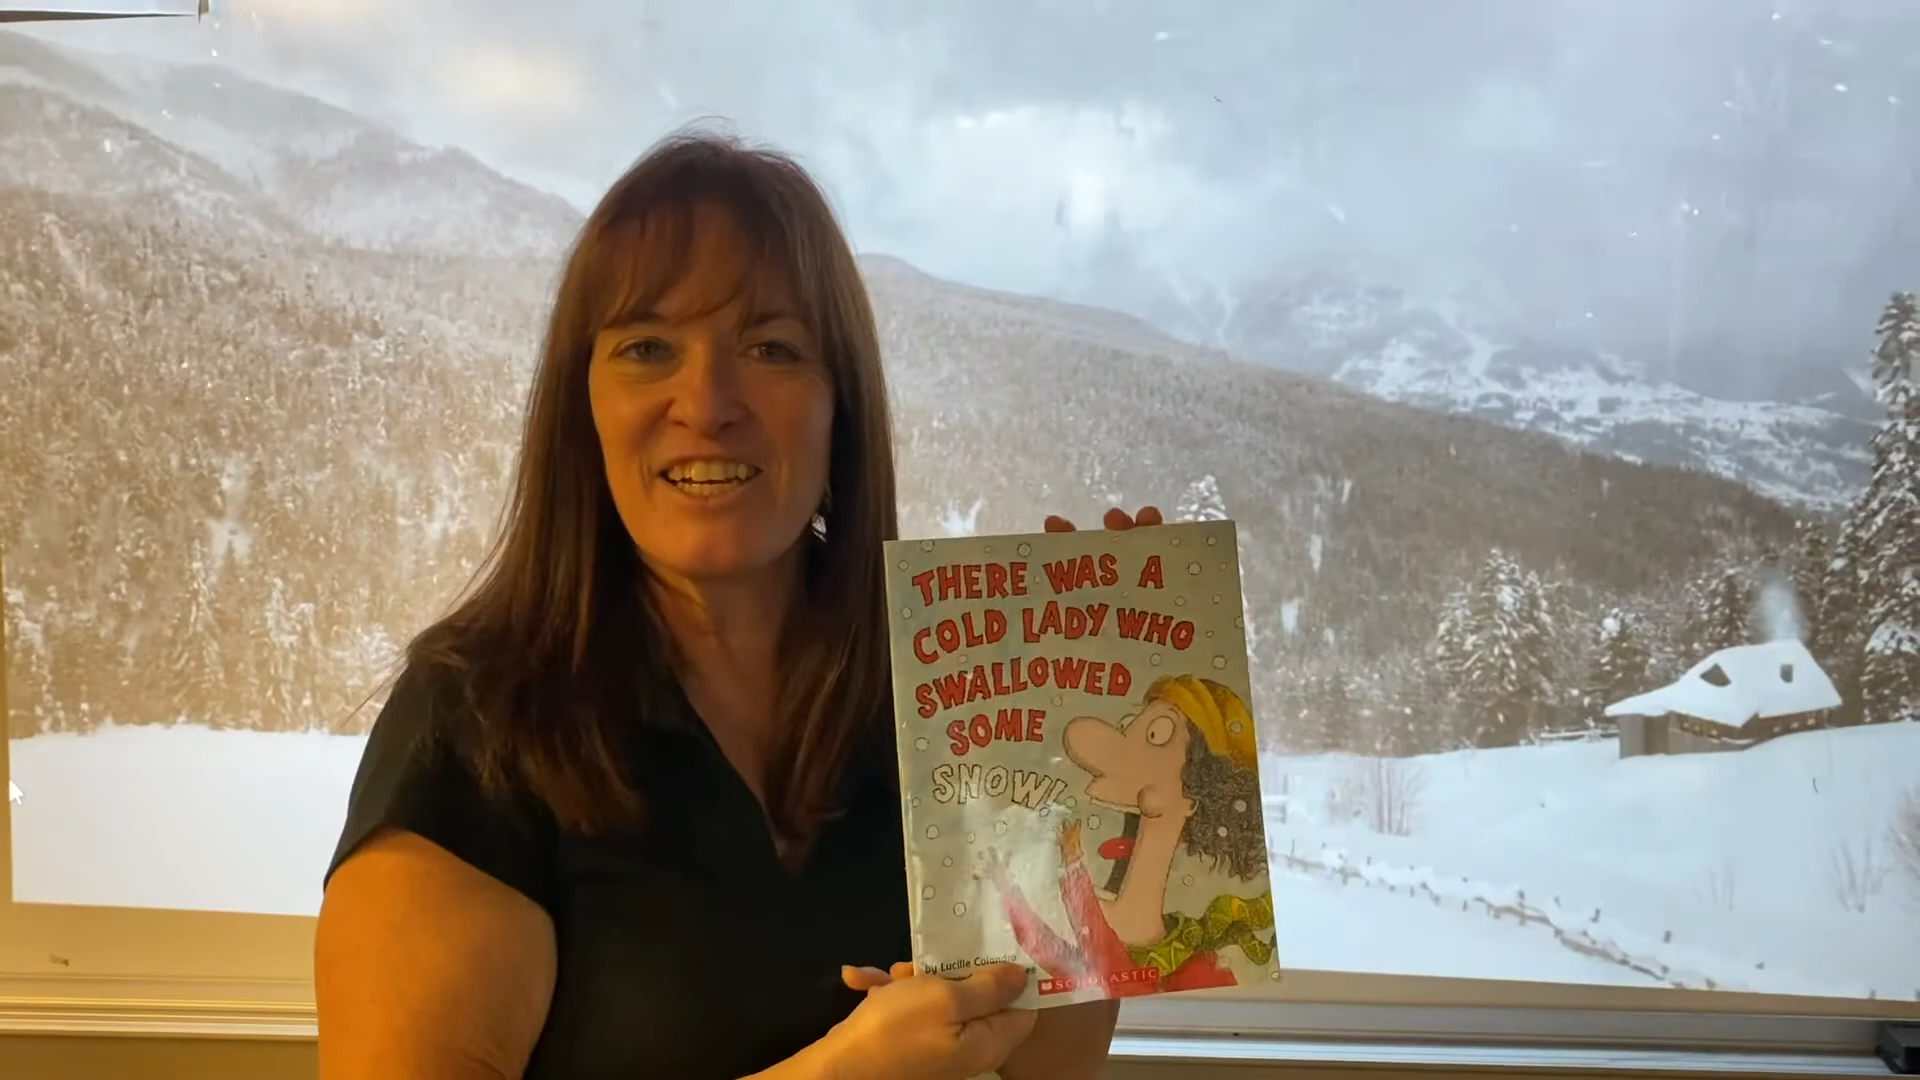 THERE WAS A
COLD LADY WHO
SWALLOWED
SOME
SNOW!
by Lucille Colandro
SCHOLASTIC